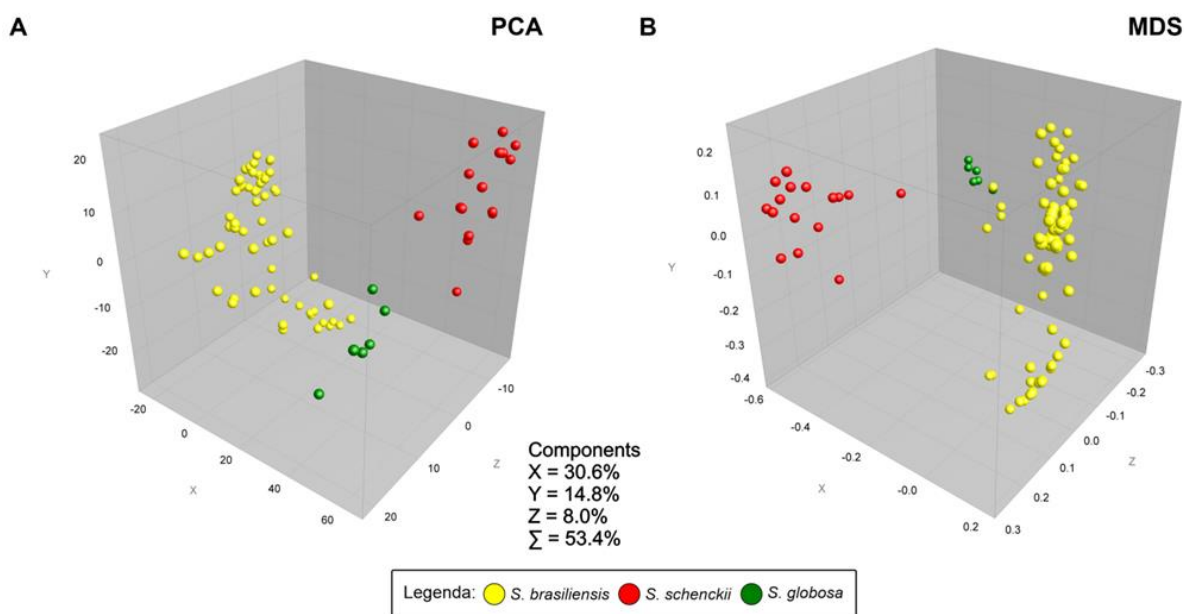 A
PCA
20
10
0
-10
-20
Y
-20
0
20
40
60
X
-10
0
10
20
Z
Components
X = 30.6%
Y = 14.8%
Z = 8.0%
∑ = 53.4%
B
MDS
0.2
0.1
0.0
-0.1
-0.2
-0.3
-0.4
Y
-0.6
-0.4
-0.2
-0.0
0.2
X
-0.3
-0.2
-0.1
0.0
0.1
0.2
0.3
Z
Legenda: S. brasiliensis S. schenckii S. globosa